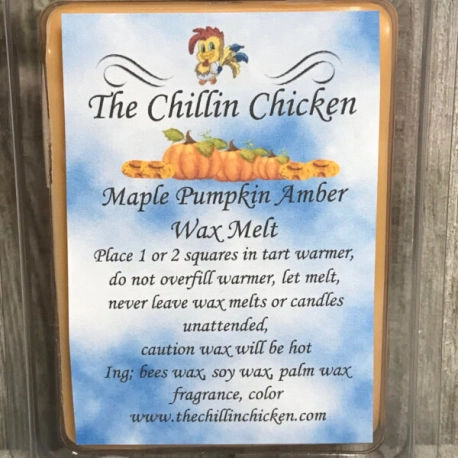 The Chillin Chicken
Maple Pumpkin Amber
Wax Melt
Place 1 or 2 squares in tart warmer,
do not overfill warmer, let melt,
never leave wax melts or candles
unattended,
caution wax will be hot
Ing; bees wax, soy wax, palm wax
fragrance, color
www.thechillinchicken.com